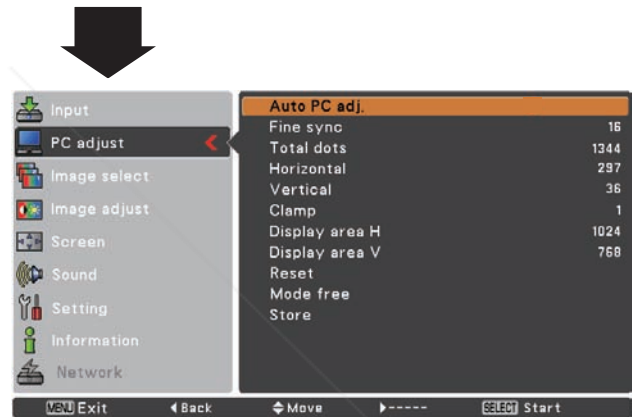 Input
PC adjust
Image select
Image adjust
Screen
Sound
Setting
Information
Network
Auto PC adj.
Fine sync 16
Total dots 1344
Horizontal 297
Vertical 36
Clamp 1
Display area H 1024
Display area V 768
Reset
Mode free
Store
MENU Exit ◀Back Move ▶----- SELECT Start